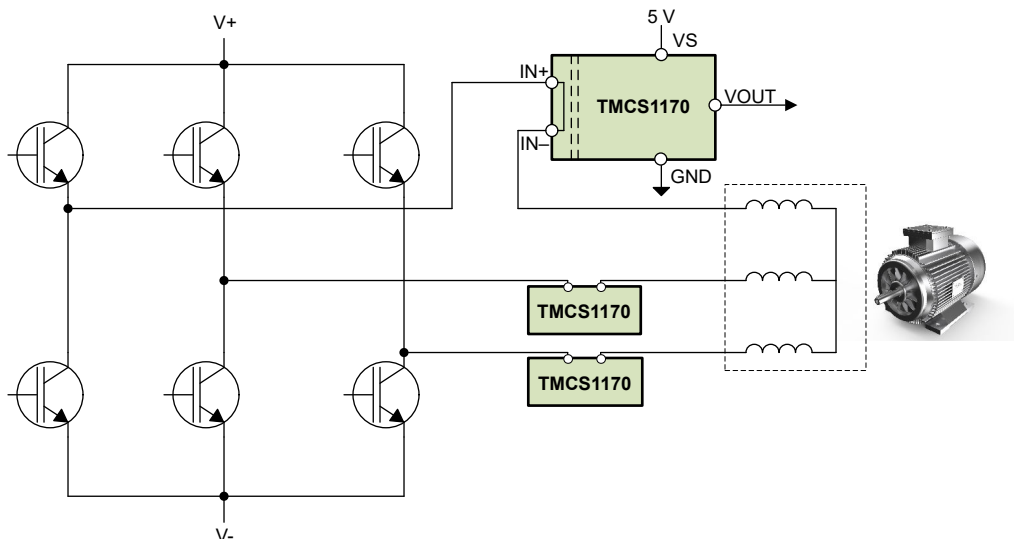 V+
5 V
VS
IN+
TMCS1170
VOUT
IN–
GND
TMCS1170
TMCS1170
V-